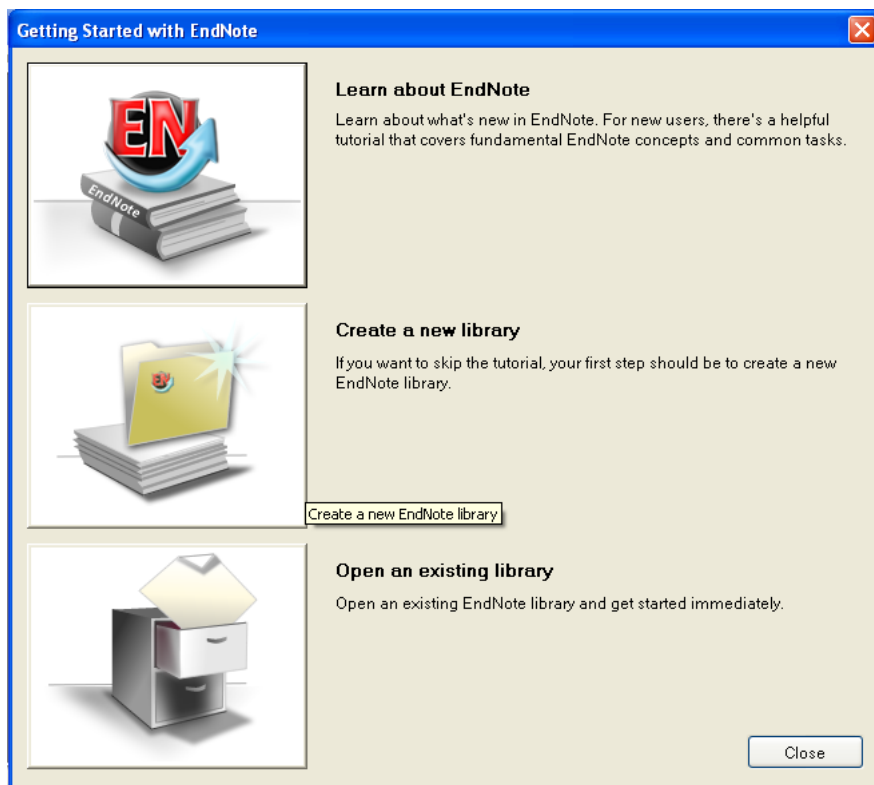 Getting Started with EndNote
EN
EndNote
Learn about EndNote
Learn about what's new in EndNote. For new users, there's a helpful
tutorial that covers fundamental EndNote concepts and common tasks.
EN
Create a new library
If you want to skip the tutorial, your first step should be to create a new
EndNote library.
Create a new EndNote library
Open an existing library
Open an existing EndNote library and get started immediately.
Close